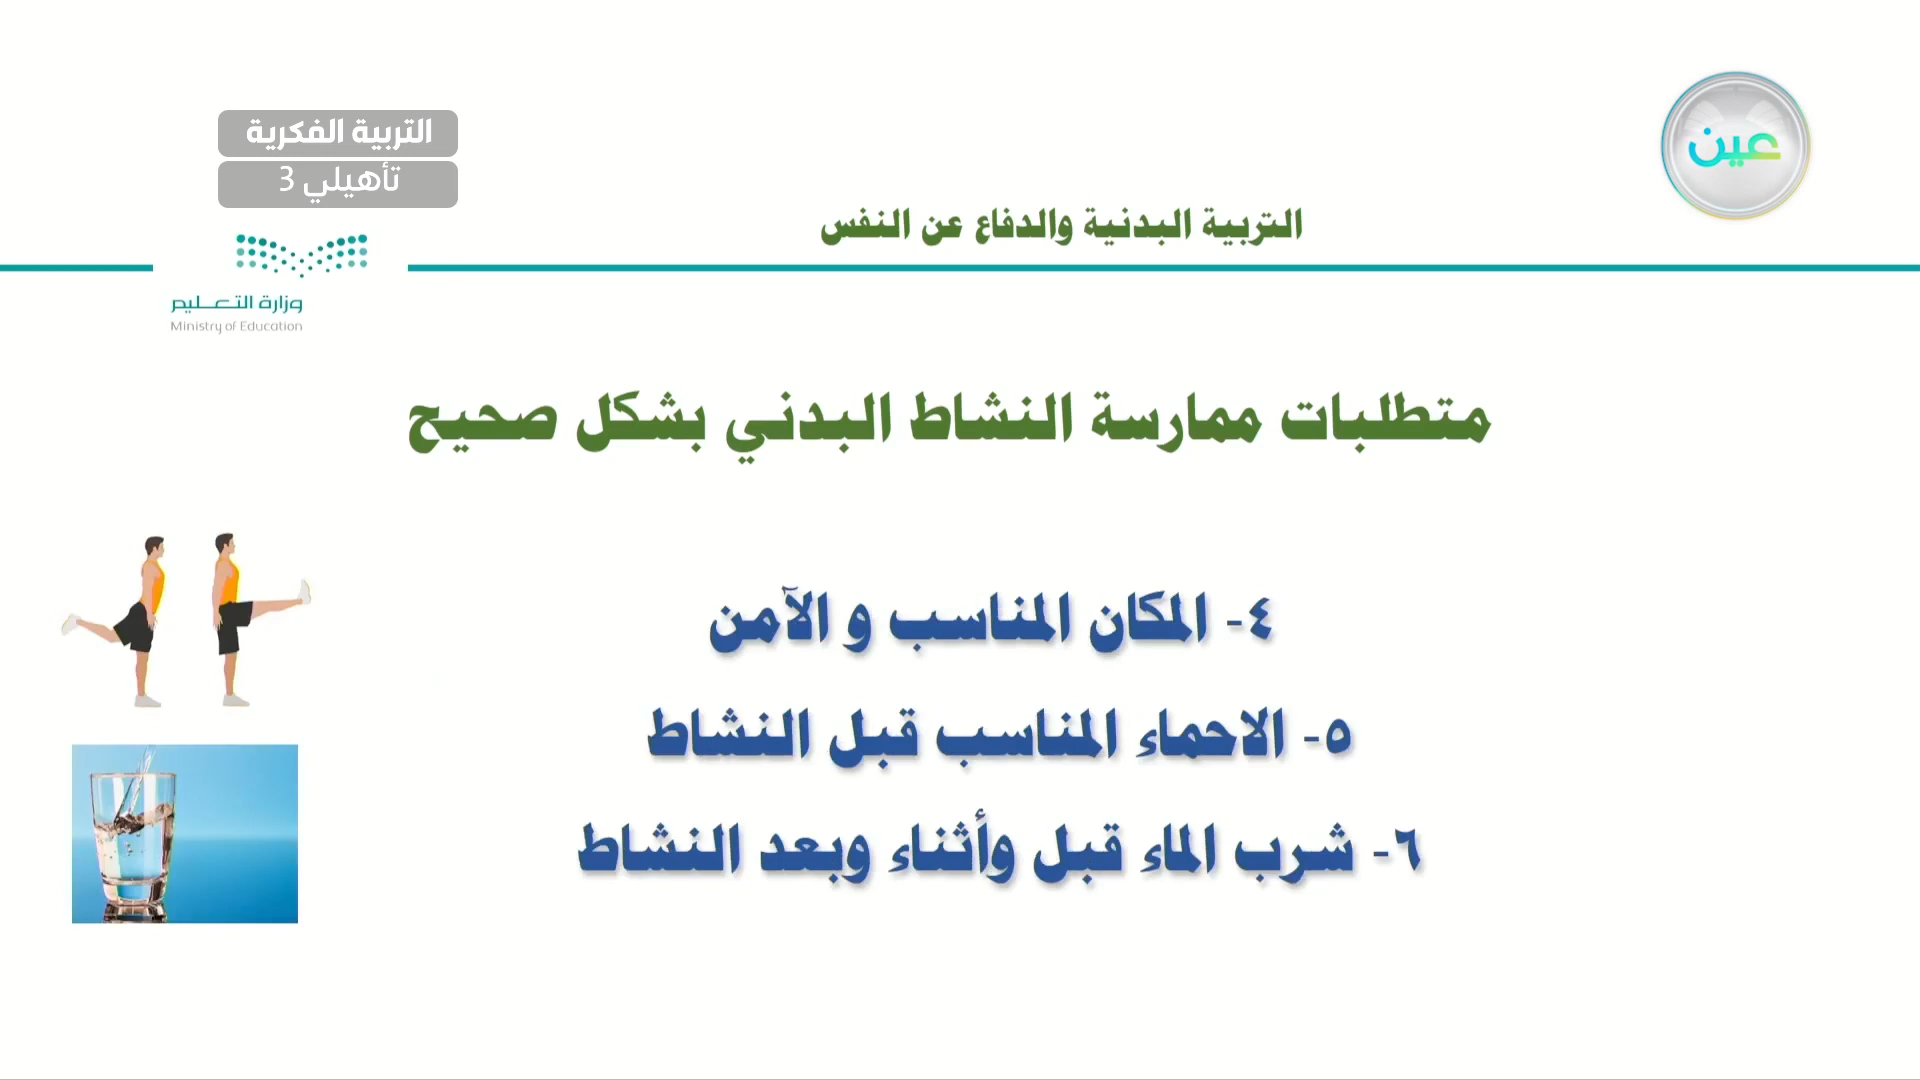 التربية الفكرية
تأهيلي 3
عين
التربية البدنية والدفاع عن النفس
وزارة التعليم
Ministry of Education
متطلبات ممارسة النشاط البدني بشكل صحيح
٤- المكان المناسب و الآمن
٥- الاحماء المناسب قبل النشاط
٦- شرب الماء قبل وأثناء وبعد النشاط